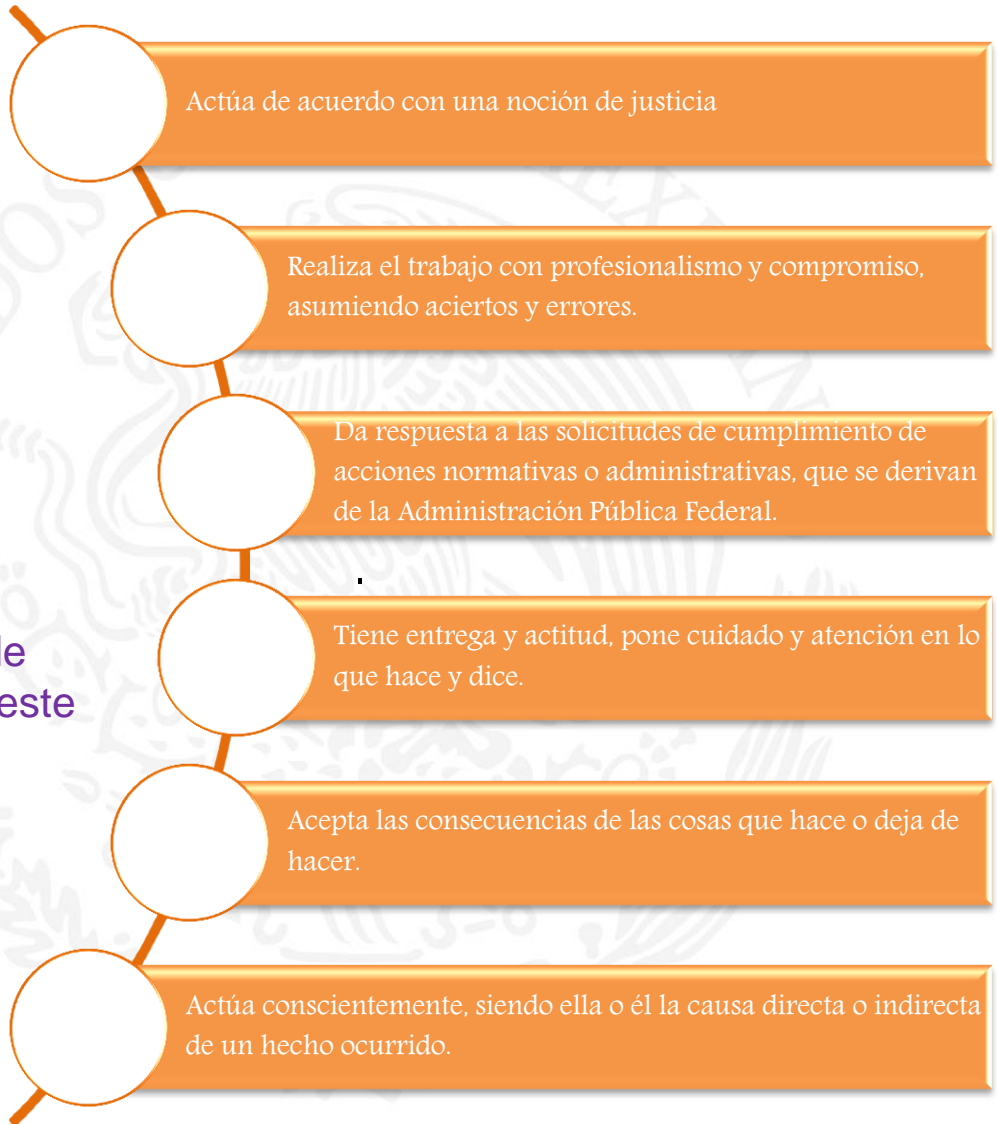 Actúa de acuerdo con una noción de justicia
Realiza el trabajo con profesionalismo y compromiso,
asumiendo aciertos y errores.
Da respuesta a las solicitudes de cumplimiento de
acciones normativas o administrativas, que se derivan
de la Administración Pública Federal.
Tiene entrega y actitud, pone cuidado y atención en lo
que hace y dice.
este
Acepta las consecuencias de las cosas que hace o deja de
hacer.
Actúa conscientemente, siendo ella o él la causa directa o indirecta
de un hecho ocurrido.